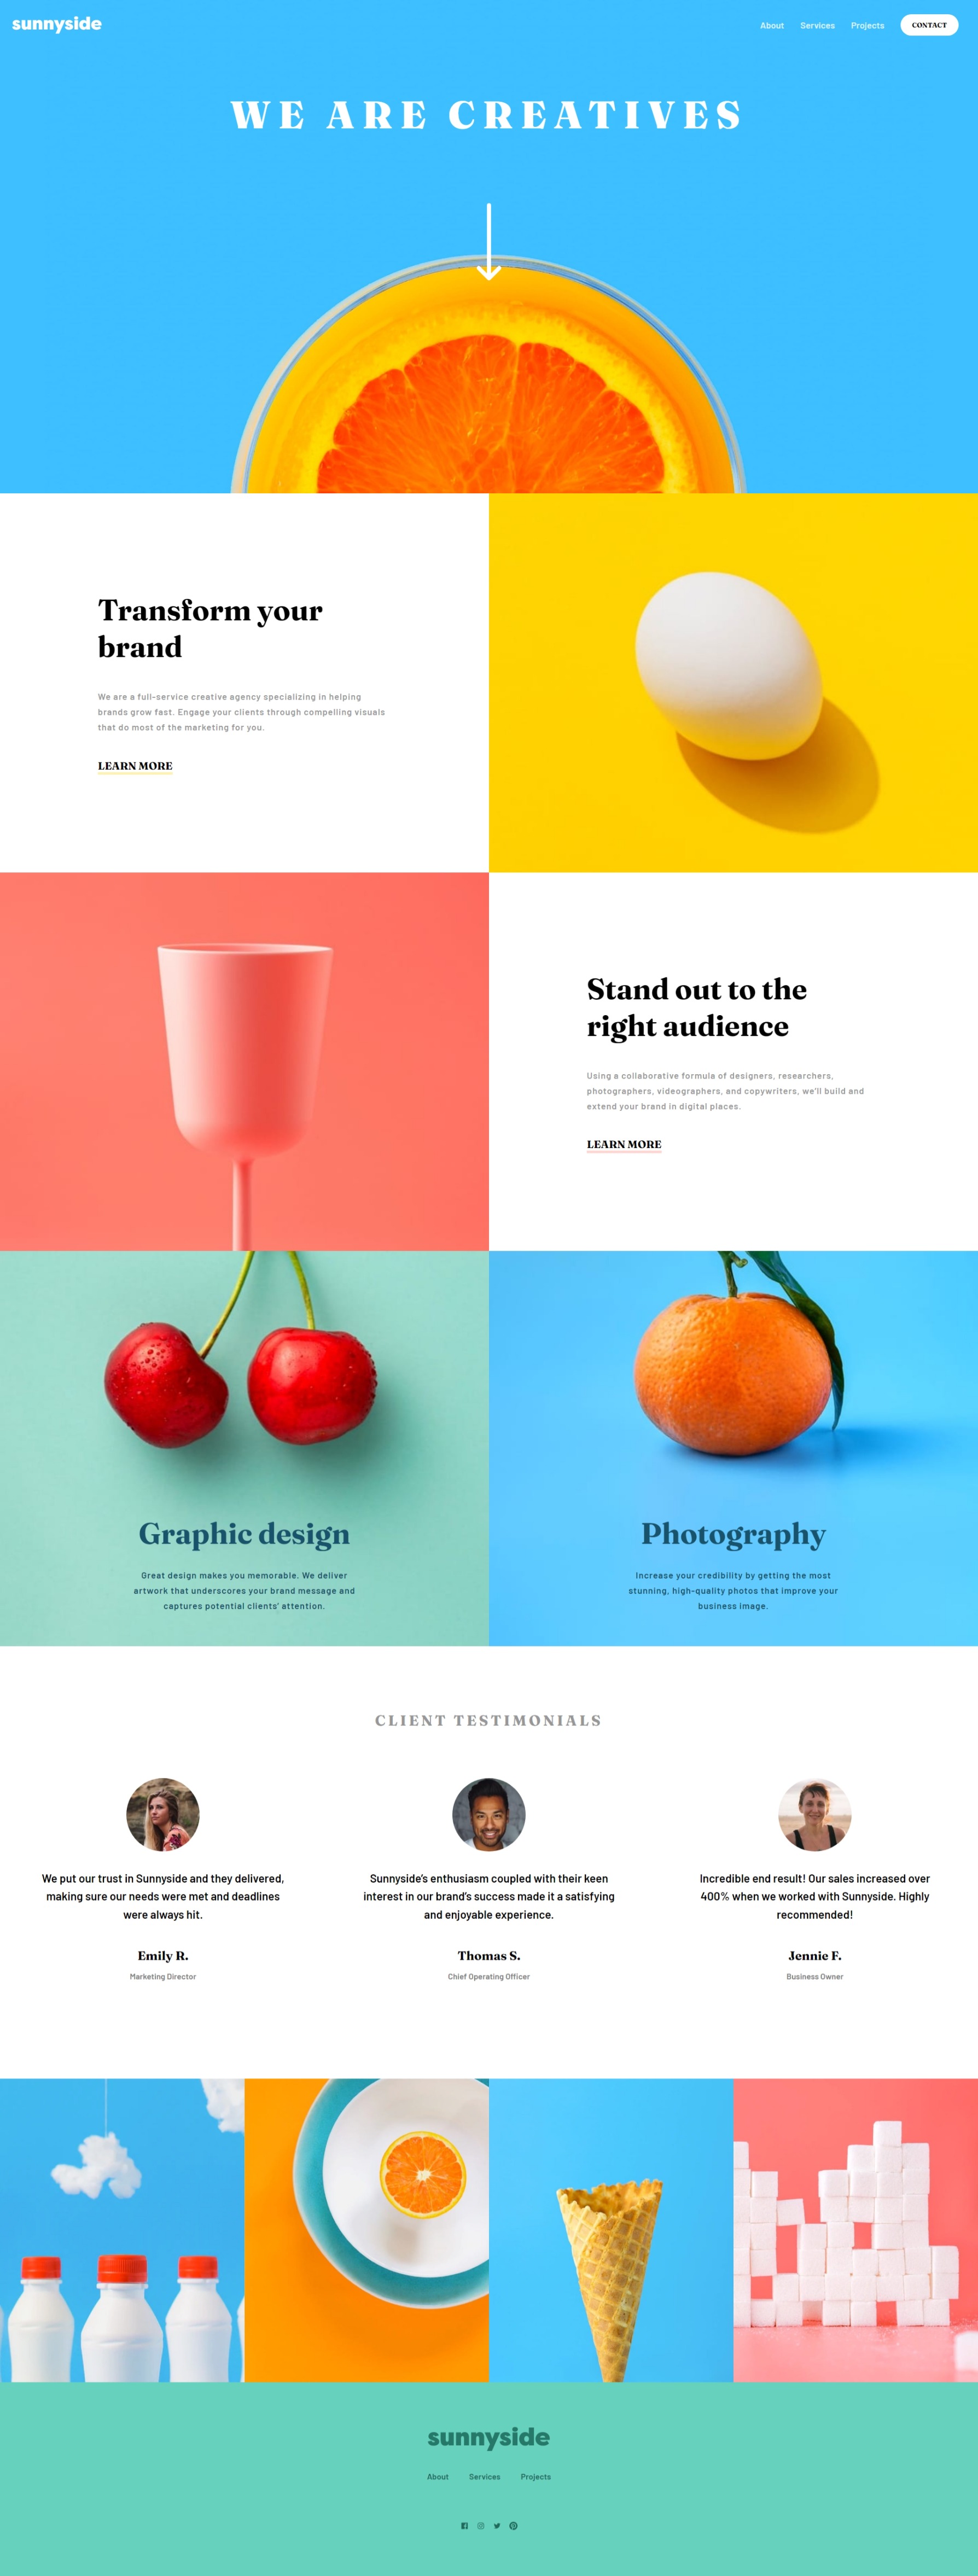 sunnyside
About Services Projects CONTACT
WE ARE CREATIVES
Transform your
brand
We are a full-service creative agency specializing in helping
brands grow fast. Engage your clients through compelling visuals
that do most of the marketing for you.
LEARN MORE
Stand out to the
right audience
Using a collaborative formula of designers, researchers,
photographers, videographers, and copywriters, we'll build and
extend your brand in digital places.
LEARN MORE
Graphic design
Great design makes you memorable. We deliver
artwork that underscores your brand message and
captures potential clients' attention.
Photography
Increase your credibility by getting the most
stunning, high-quality photos that improve your
business image.
CLIENT TESTIMONIALS
We put our trust in Sunnyside and they delivered,
making sure our needs were met and deadlines
were always hit.
Emily R.
Marketing Director
Sunnyside's enthusiasm coupled with their keen
interest in our brand's success made it a satisfying
and enjoyable experience.
Thomas S.
Chief Operating Officer
Incredible end result! Our sales increased over
400% when we worked with Sunnyside. Highly
recommended!
Jennie F.
Business Owner
sunnyside
About Services Projects